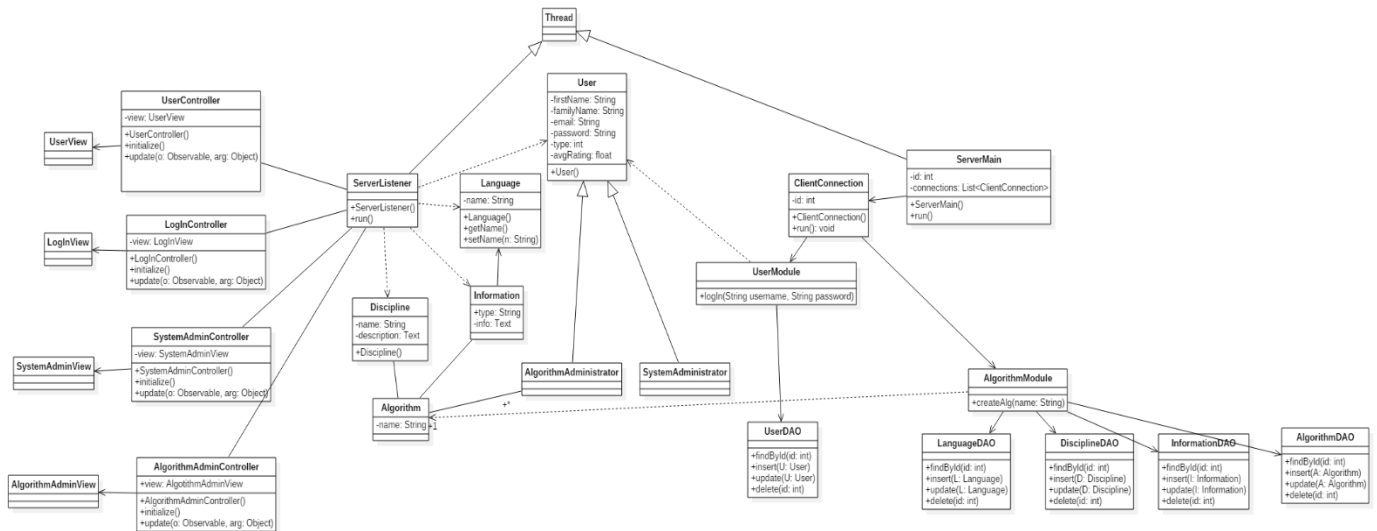 Thread
User
-firstName: String
-familyName: String
-email: String
-password: String
-type: int
-avgRating: float
+User()
UserController
-view: UserView
+UserController()
+initialize()
+update(o: Observable, arg: Object)
UserView
ServerListener
+ServerListener()
+run()
Language
-name: String
+Language()
+getName()
+setName(n: String)
ClientConnection
-id: int
+ClientConnection()
+run(): void
ServerMain
-id: int
-connections: List<ClientConnection>
+ServerMain()
+run()
LogInController
-view: LogInView
+LogInController()
+initialize()
+update(o: Observable, arg: Object)
LogInView
UserModule
+logIn(String username, String password)
Discipline
-name: String
-description: Text
+Discipline()
Information
+type: String
-info: Text
SystemAdminController
-view: SystemAdminView
+SystemAdminController()
+initialize()
+update(o: Observable, arg: Object)
SystemAdminView
AlgorithmAdministrator
SystemAdministrator
AlgorithmModule
+createAlg(name: String)
Algorithm
-name: String
+1
+*
UserDAO
+findById(id: int)
+insert(U: User)
+update(U: User)
+delete(id: int)
LanguageDAO
+findById(id: int)
+insert(L: Language)
+update(L: Language)
+delete(id: int)
DisciplineDAO
+findById(id: int)
+insert(D: Discipline)
+update(D: Discipline)
+delete(id: int)
InformationDAO
+findById(id: int)
+insert(I: Information)
+update(I: Information)
+delete(id: int)
AlgorithmDAO
+findById(id: int)
+insert(A: Algorithm)
+update(A: Algorithm)
+delete(id: int)
AlgorithmAdminController
+view: AlgotithmAdminView
+AlgorithmAdminController()
+initialize()
+update(o: Observable, arg: Object)
AlgorithmAdminView